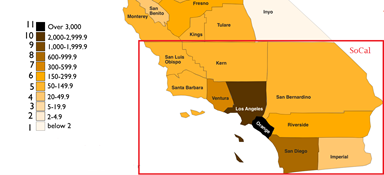 Fresno
Monterey
San
Benito
Inyo
Tulare
Kings
SoCal
11 Over 3,000
10 2,000-2,999.9
9 1,000-1,999.9
8 600-999.9
7 300-599.9
6 150-299.9
5 50-149.9
4 20-49.9
3 5-19.9
2 2-4.9
1 below 2
San Luis
Obispo
Kern
Santa Barbara
Ventura
Los Angeles
San Bernardino
Orange
Riverside
San Diego
Imperial